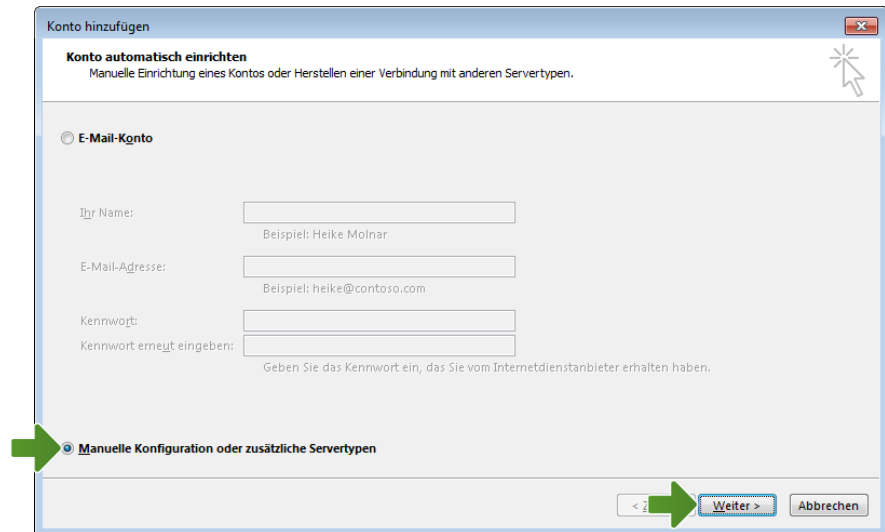 Konto hinzufügen
Konto automatisch einrichten
Manuelle Einrichtung eines Kontos oder Herstellen einer Verbindung mit anderen Servertypen.
E-Mail-Konto
Ihr Name:
Beispiel: Heike Molnar
E-Mail-Adresse:
Beispiel: heike@contoso.com
Kennwort:
Kennwort erneut eingeben:
Geben Sie das Kennwort ein, das Sie vom Internetdienstanbieter erhalten haben.
Manuelle Konfiguration oder zusätzliche Servertypen
< Weiter > Abbrechen